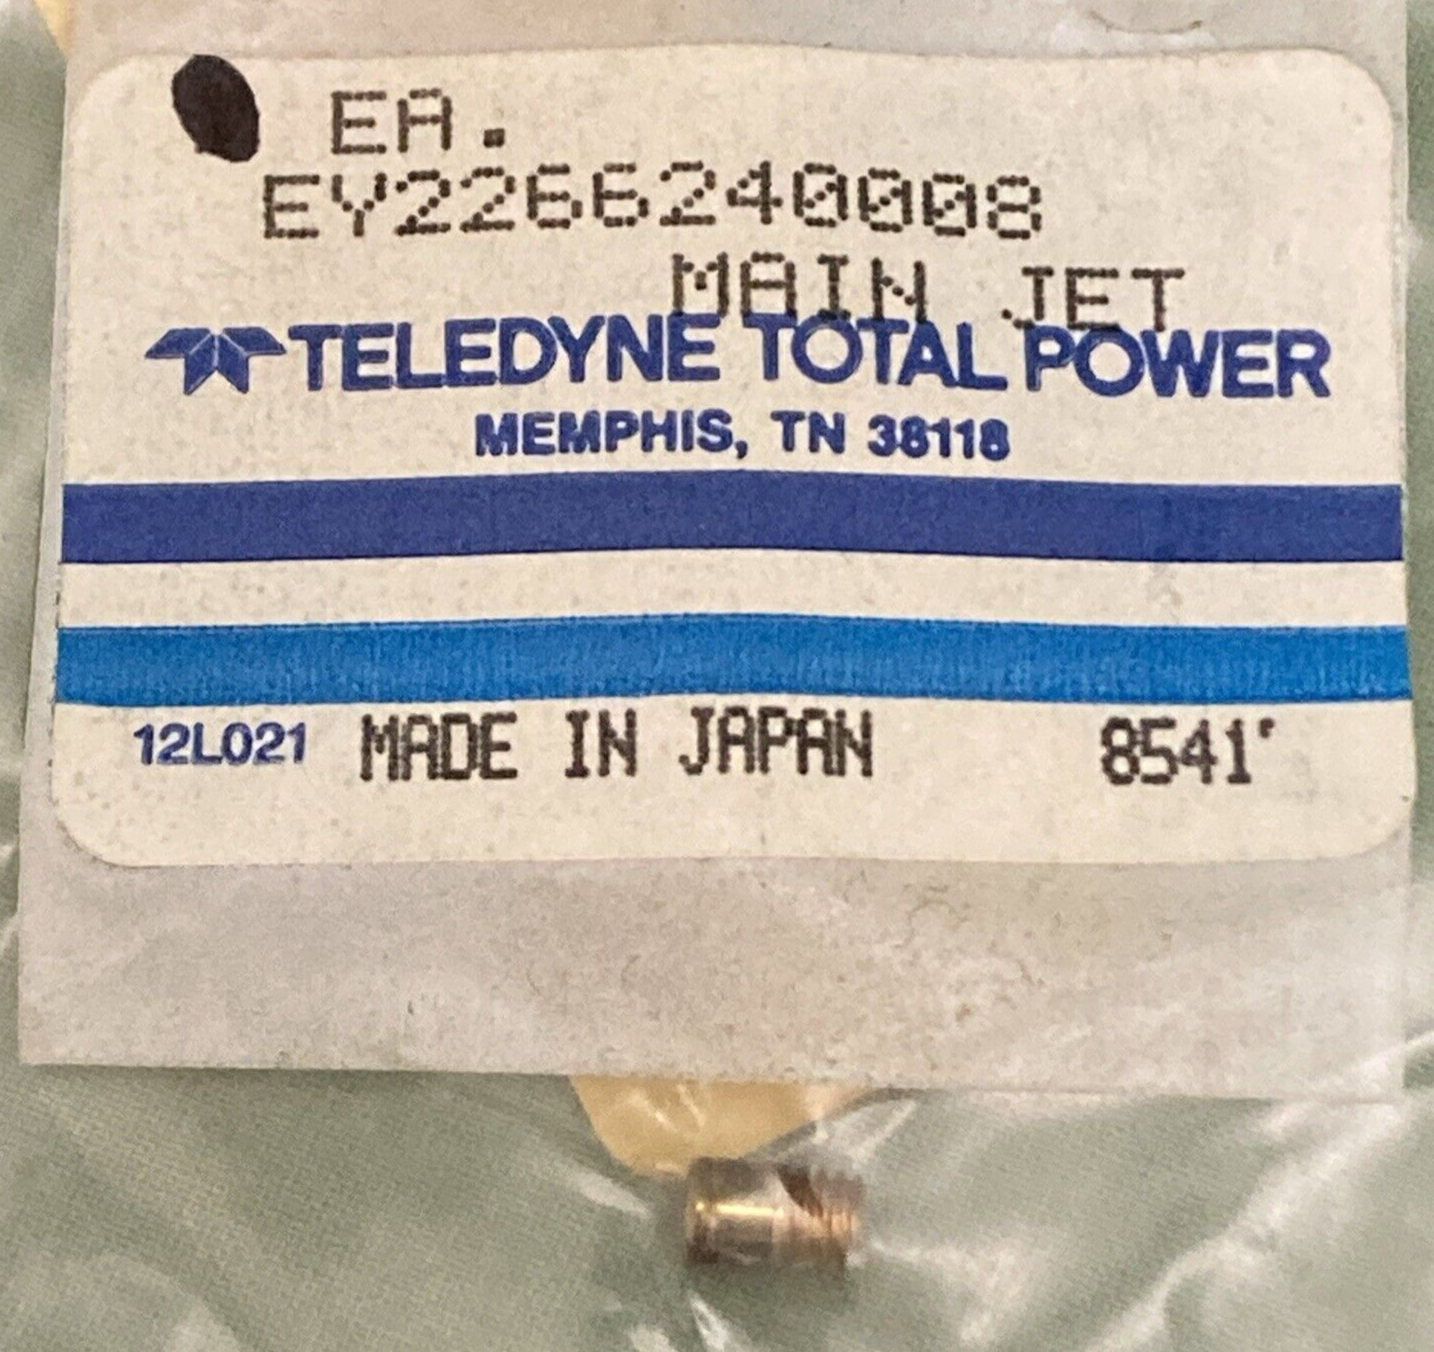 EA.
EY2266240008
MAIN JET
TELEDYNE TOTAL POWER
MEMPHIS, TN 38118
12L021 MADE IN JAPAN 8541'